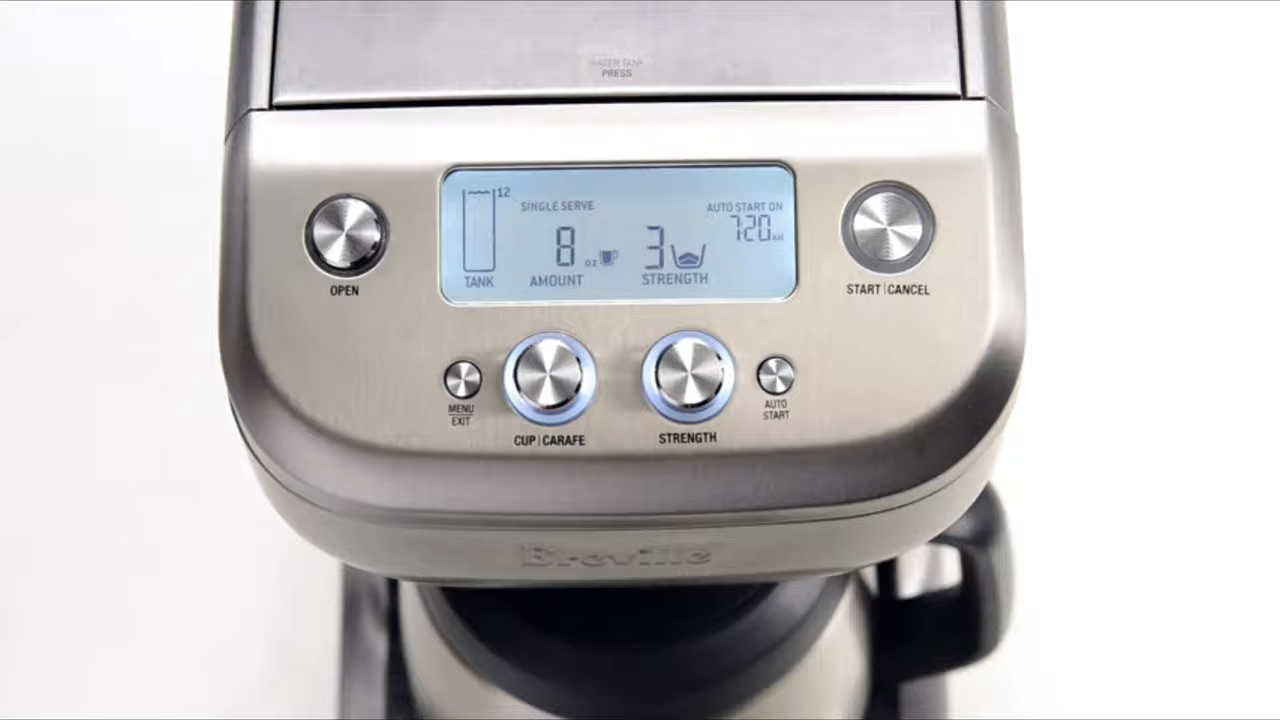 WATER TANK
PRESS
12
SINGLE SERVE
AUTO START ON
7:20 AM
8 oz
3
TANK
AMOUNT
STRENGTH
OPEN
START | CANCEL
MENU
EXIT
CUP | CARAFE
STRENGTH
AUTO
START
Breville